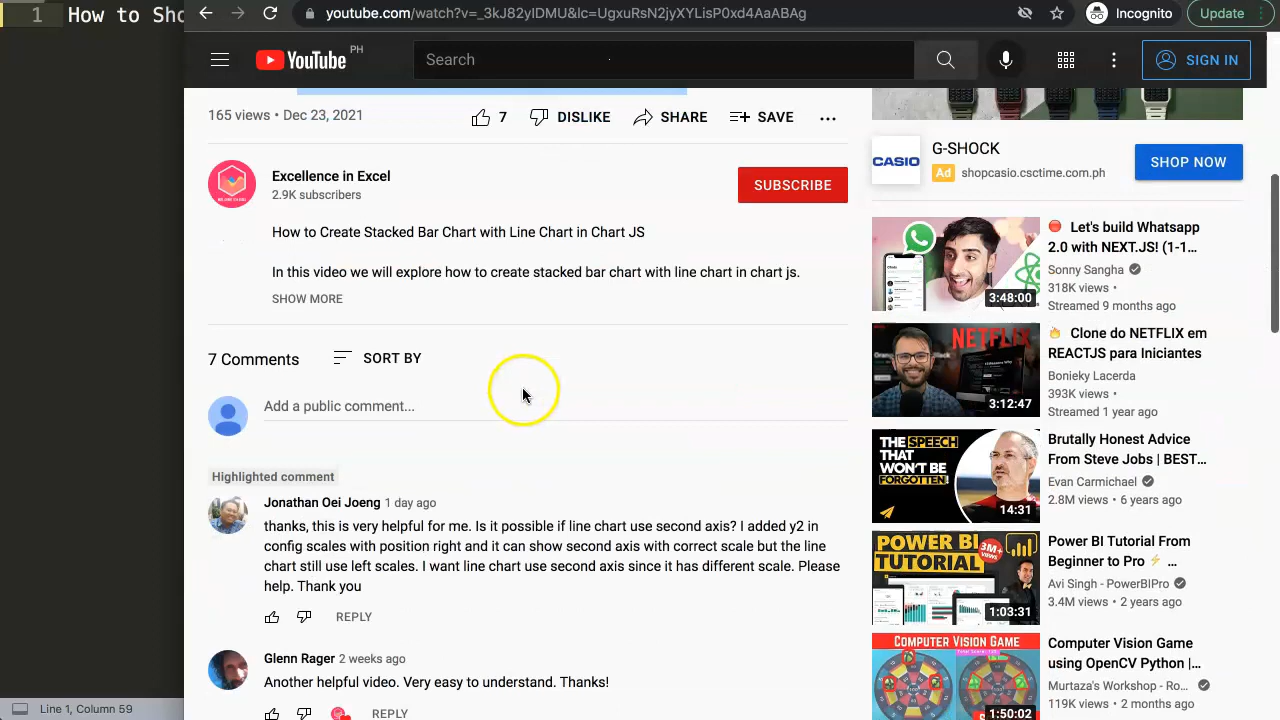 How to Sho
youtube.com/watch?v=_3kJ82yIDMU&lc=UgxuRsN2jyXYLisP0xd4AaABAg
Incognito
Update
YouTube PH
Search
SIGN IN
165 views • Dec 23, 2021
7
DISLIKE
SHARE
SAVE
Excellence in Excel
2.9K subscribers
SUBSCRIBE
How to Create Stacked Bar Chart with Line Chart in Chart JS
In this video we will explore how to create stacked bar chart with line chart in chart js.
SHOW MORE
7 Comments
SORT BY
Add a public comment...
Highlighted comment
Jonathan Oei Joeng 1 day ago
thanks, this is very helpful for me. Is it possible if line chart use second axis? I added y2 in
config scales with position right and it can show second axis with correct scale but the line
chart still use left scales. I want line chart use second axis since it has different scale. Please
help. Thank you
REPLY
Glenn Rager 2 weeks ago
Another helpful video. Very easy to understand. Thanks!
REPLY
CASIO
G-SHOCK
Ad shopcasio.csctime.com.ph
SHOP NOW
3:48:00
Let's build Whatsapp
2.0 with NEXT.JS! (1-1...
Sonny Sangha
318K views •
Streamed 9 months ago
NETFLIX
3:12:47
Clone do NETFLIX em
REACTJS para Iniciantes
Bonieky Lacerda
393K views •
Streamed 1 year ago
THE SPEECH
THAT
WON'T BE
FORGOTTEN!
14:31
Brutally Honest Advice
From Steve Jobs | BEST...
Evan Carmichael
2.8M views • 6 years ago
POWER BI
TUTORIAL
3M+
VIEWS
1:03:31
Power BI Tutorial From
Beginner to Pro ⚡ ...
Avi Singh - PowerBIPro
3.4M views • 2 years ago
COMPUTER VISION GAME
1:50:02
Computer Vision Game
using OpenCV Python |...
Murtaza's Workshop - Ro...
119K views • 2 months ago
Line 1, Column 59